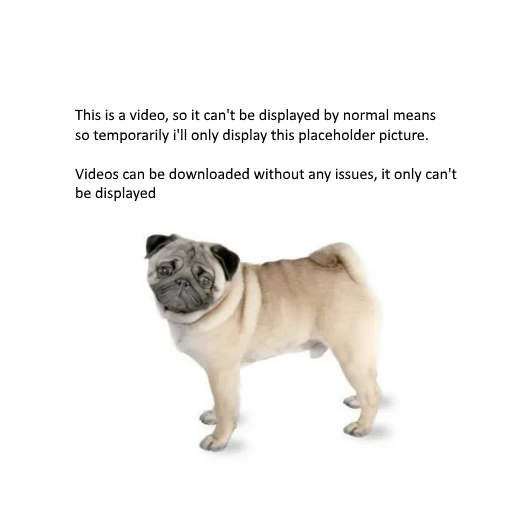 This is a video, so it can't be displayed by normal means
so temporarily i'll only display this placeholder picture.
Videos can be downloaded without any issues, it only can't
be displayed